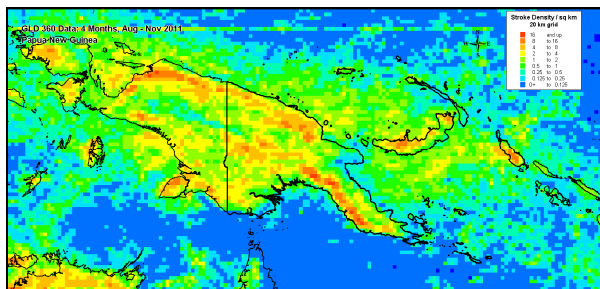 GLD 360 Data: 4 Months, Aug - Nov 2011
Papua New Guinea
Stroke Density / sq km
20 km grid
16 and up
8 to 16
4 to 8
2 to 4
1 to 2
0.5 to 1
0.25 to 0.5
0.125 to 0.25
0+ to 0.125